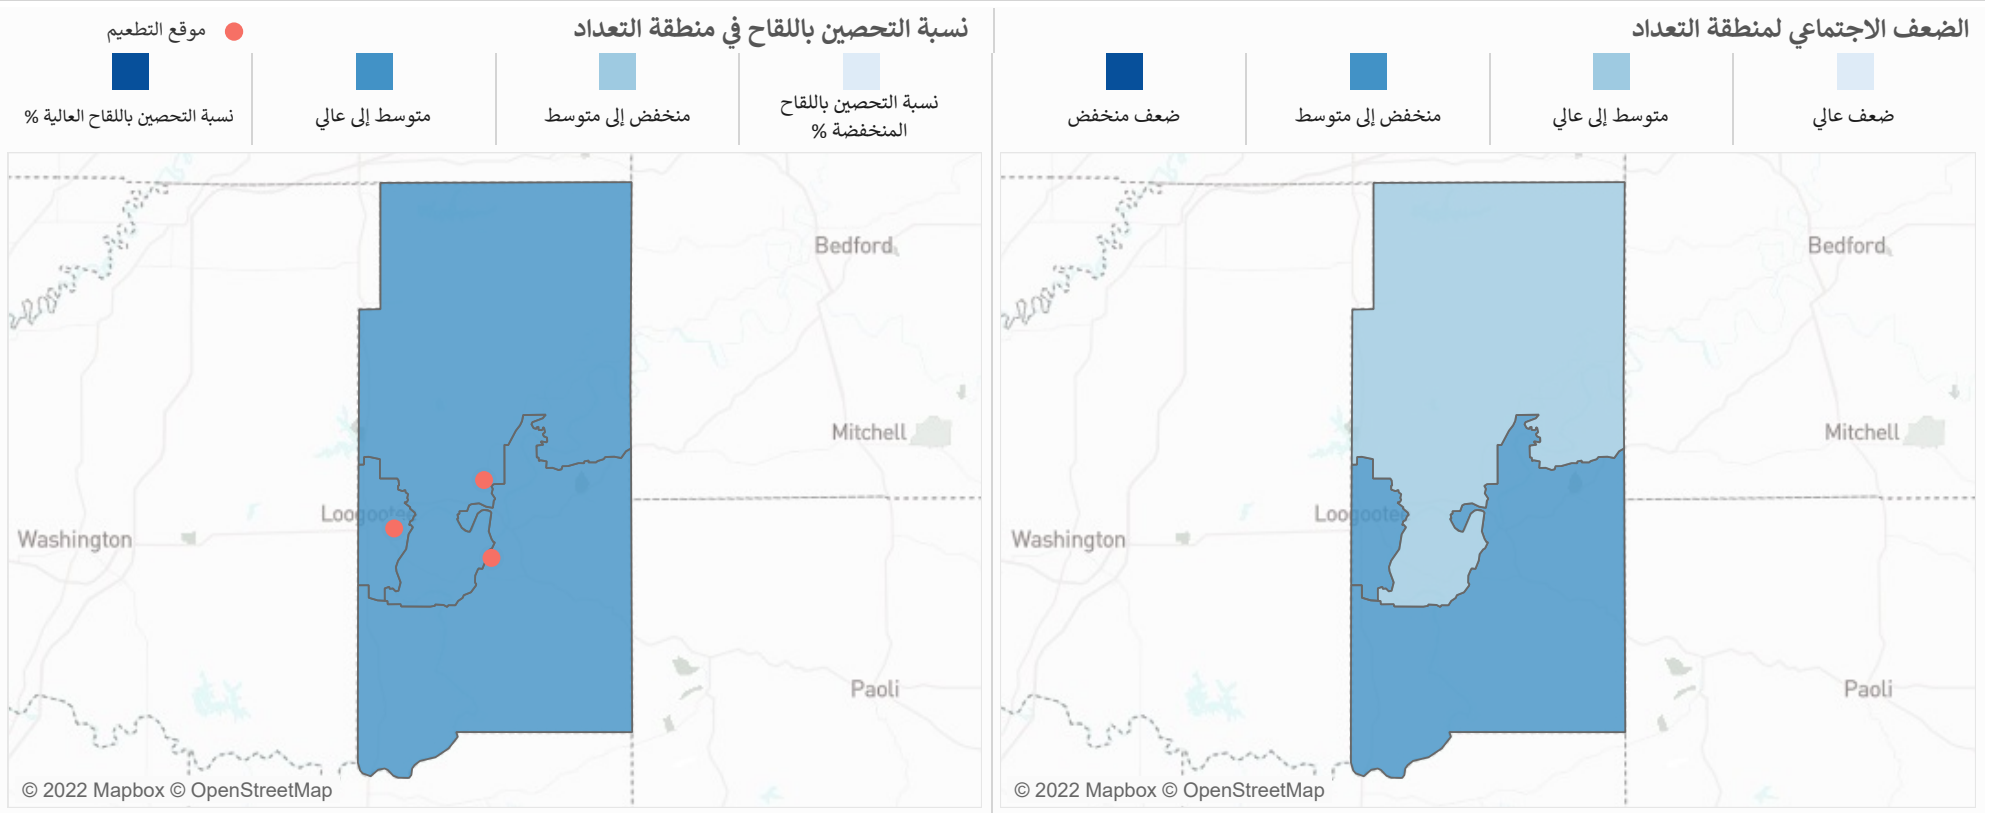 الضعف الاجتماعي لمنطقة التعداد
ضعف عالي
متوسط إلى عالي
منخفض إلى متوسط
ضعف منخفض
Bedford
Mitchell
Loogootee
Washington
Paoli
© 2022 Mapbox © OpenStreetMap
نسبة التحصين باللقاح في منطقة التعداد
موقع التطعيم
نسبة التحصين باللقاح
المنخفضة %
منخفض إلى متوسط
متوسط إلى عالي
نسبة التحصين باللقاح العالية %
Bedford
Mitchell
Loogootee
Washington
Paoli
© 2022 Mapbox © OpenStreetMap